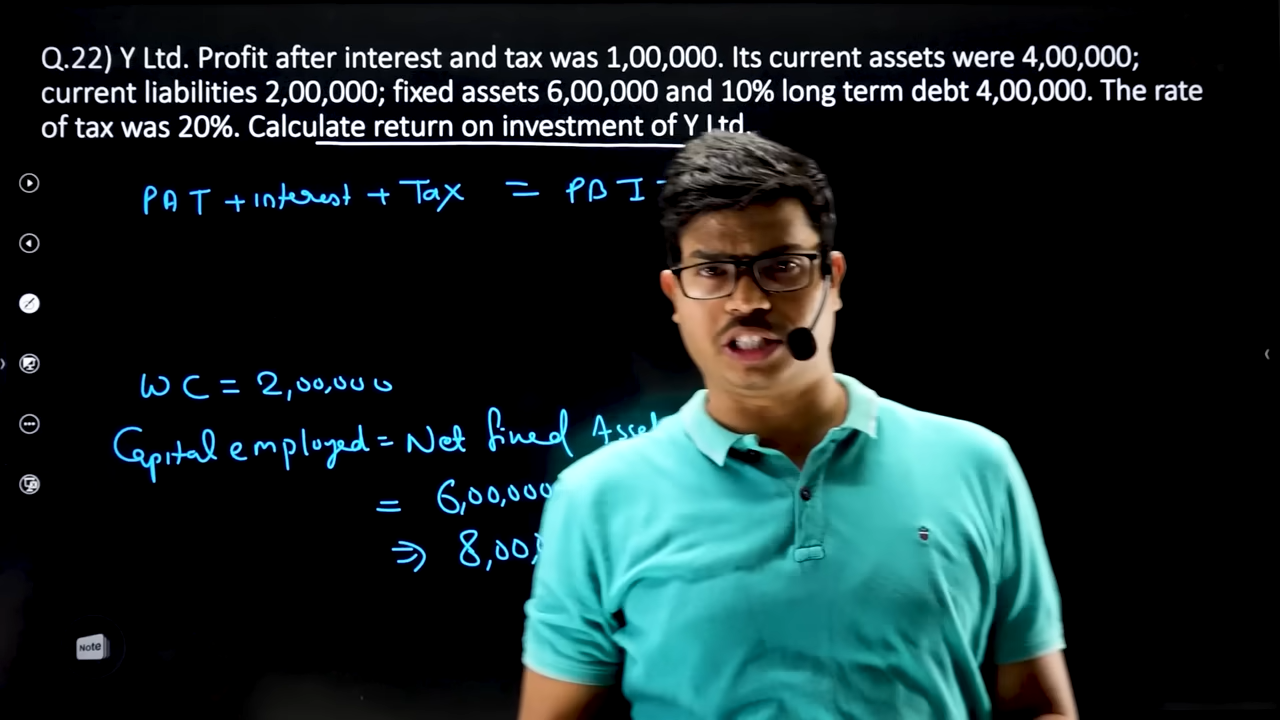 Q.22) Y Ltd. Profit after interest and tax was 1,00,000. Its current assets were 4,00,000;
current liabilities 2,00,000; fixed assets 6,00,000 and 10% long term debt 4,00,000. The rate
of tax was 20%. Calculate return on investment of Y Ltd.
PAT + interest + Tax = PBI
WC = 2,00,000
Capital employed = Net fixed
= 6,00,000
⇒
Note